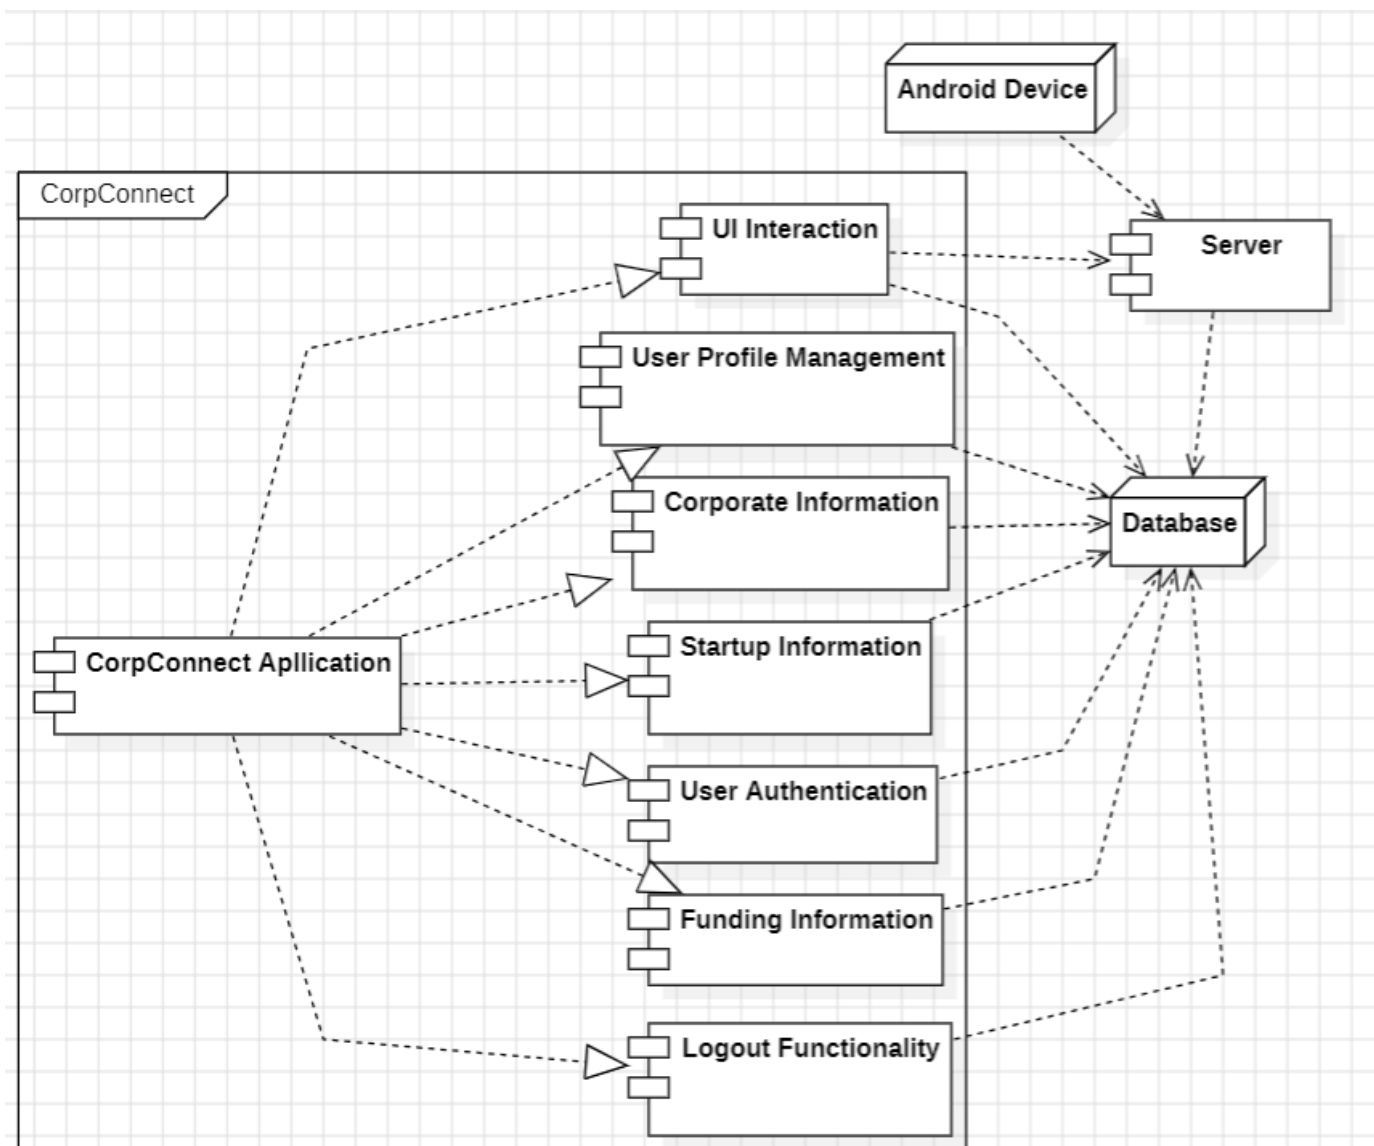 Android Device
CorpConnect
UI Interaction
Server
User Profile Management
Corporate Information
Database
Startup Information
CorpConnect Apllication
User Authentication
Funding Information
Logout Functionality